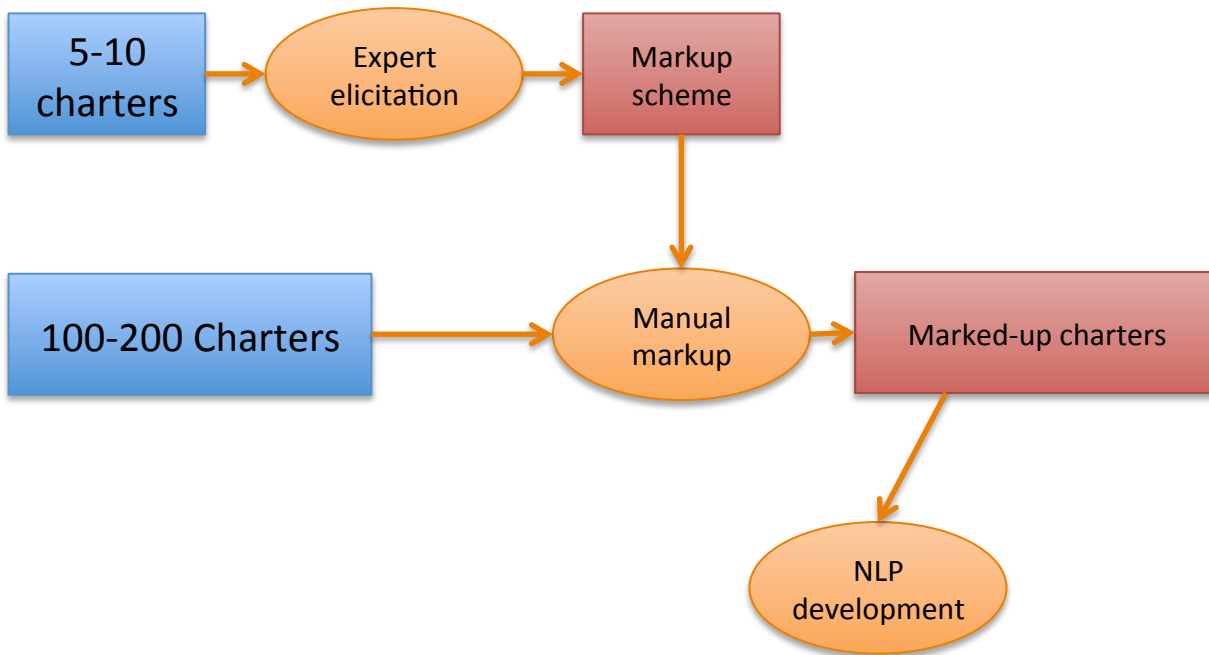 5-10
charters
Expert
elicitation
Markup
scheme
100-200 Charters
Manual
markup
Marked-up charters
NLP
development